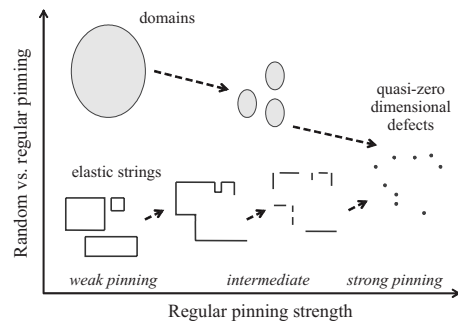 domains
quasi-zero
dimensional
defects
elastic strings
weak pinning
intermediate
strong pinning
Regular pinning strength
Random vs. regular pinning